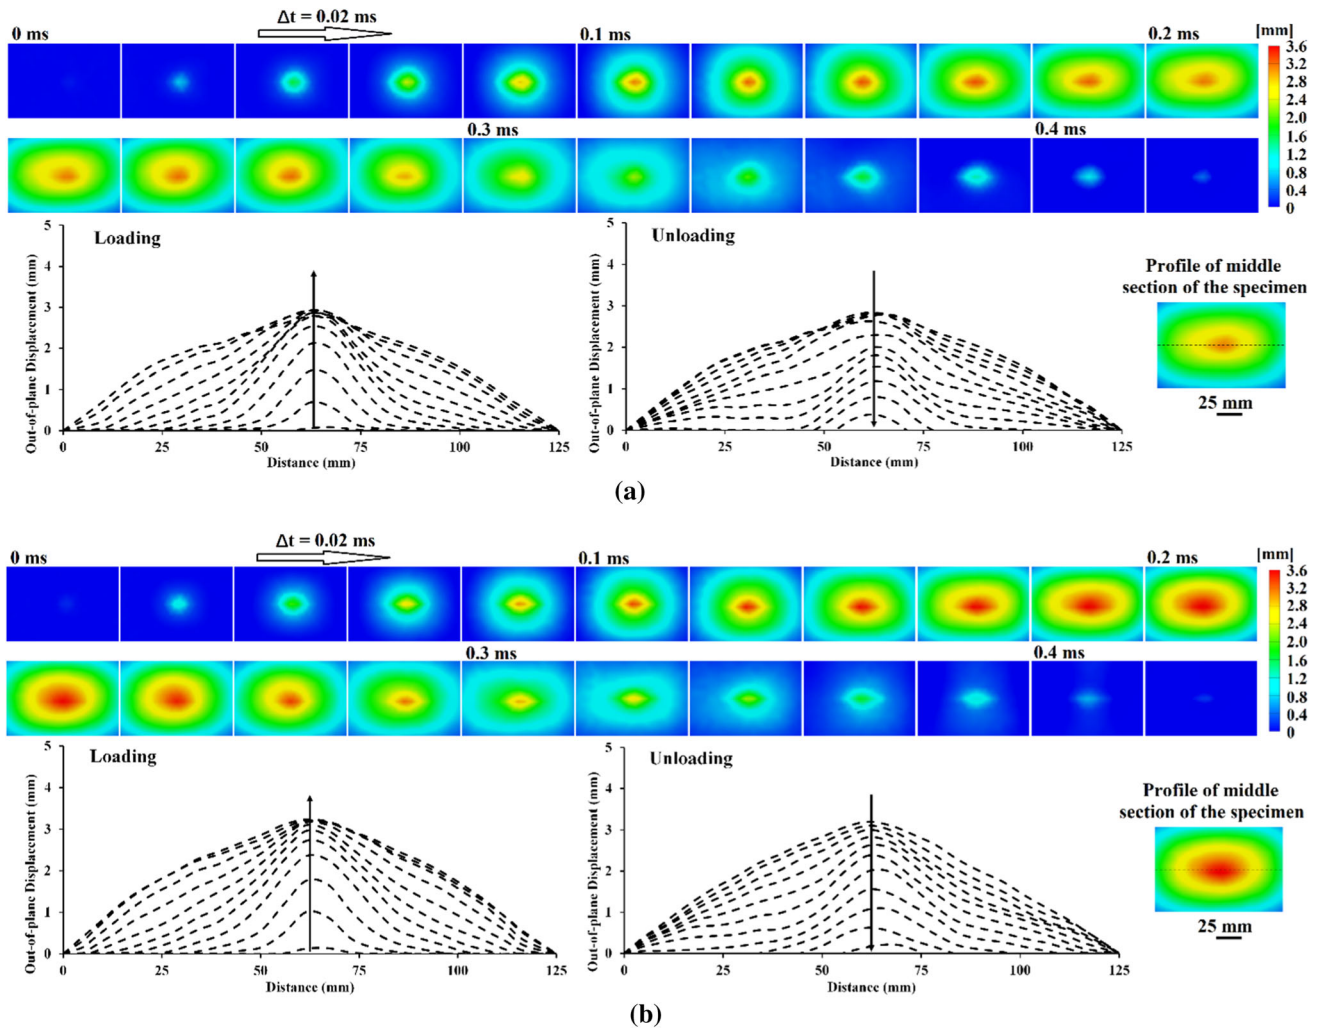 0 ms
Δt = 0.02 ms
0.1 ms
0.2 ms
[mm]
3.6
3.2
2.8
2.4
2.0
1.6
1.2
0.8
0.4
0
0.3 ms
0.4 ms
Loading
Out-of-plane Displacement (mm)
5
4
3
2
1
0
0 25 50 75 100 125
Distance (mm)
Unloading
Out-of-plane Displacement (mm)
5
4
3
2
1
0
0 25 50 75 100 125
Distance (mm)
Profile of middle
section of the specimen
25 mm
(a)
0 ms
Δt = 0.02 ms
0.1 ms
0.2 ms
[mm]
3.6
3.2
2.8
2.4
2.0
1.6
1.2
0.8
0.4
0
0.3 ms
0.4 ms
Loading
Out-of-plane Displacement (mm)
5
4
3
2
1
0
0 25 50 75 100 125
Distance (mm)
Unloading
Out-of-plane Displacement (mm)
5
4
3
2
1
0
0 25 50 75 100 125
Distance (mm)
Profile of middle
section of the specimen
25 mm
(b)